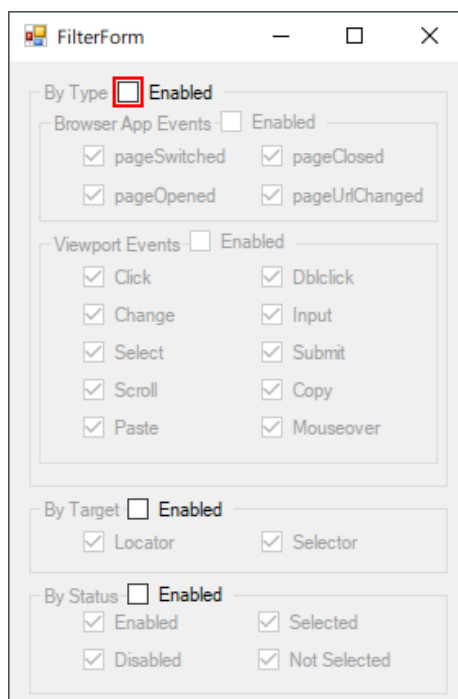 FilterForm
By Type Enabled
Browser App Events Enabled
pageSwitched pageClosed
pageOpened pageUrlChanged
Viewport Events Enabled
Click Dblclick
Change Input
Select Submit
Scroll Copy
Paste Mouseover
By Target Enabled
Locator Selector
By Status Enabled
Enabled Selected
Disabled Not Selected